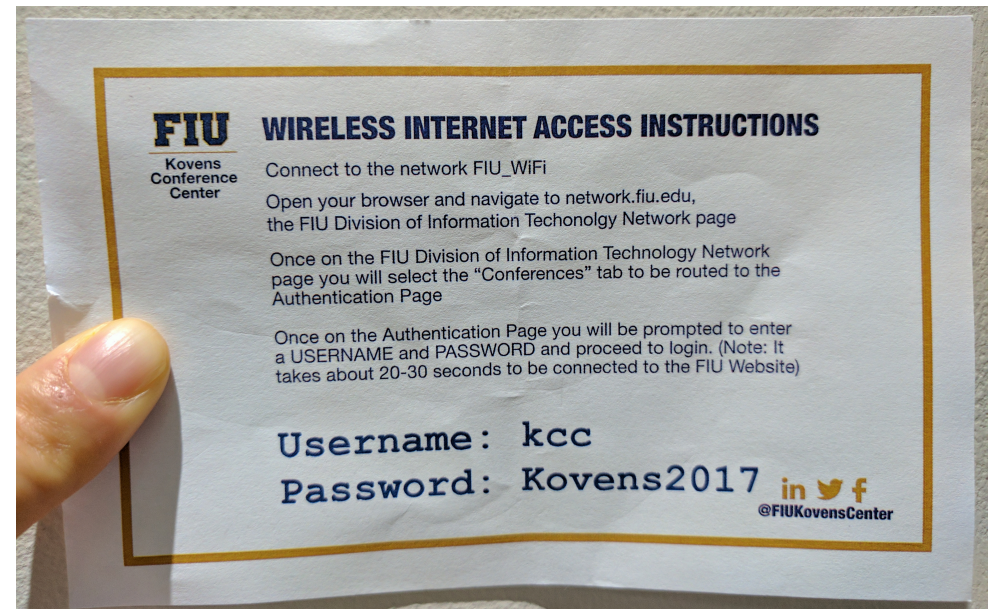 FIU
Kovens
Conference
Center
WIRELESS INTERNET ACCESS INSTRUCTIONS
Connect to the network FIU_WiFi
Open your browser and navigate to network.fiu.edu,
the FIU Division of Information Techonolgy Network page
Once on the FIU Division of Information Technology Network
page you will select the “Conferences” tab to be routed to the
Authentication Page
Once on the Authentication Page you will be prompted to enter
a USERNAME and PASSWORD and proceed to login. (Note: It
takes about 20-30 seconds to be connected to the FIU Website)
Username: kcc
Password: Kovens2017
in f
@FIUKovensCenter